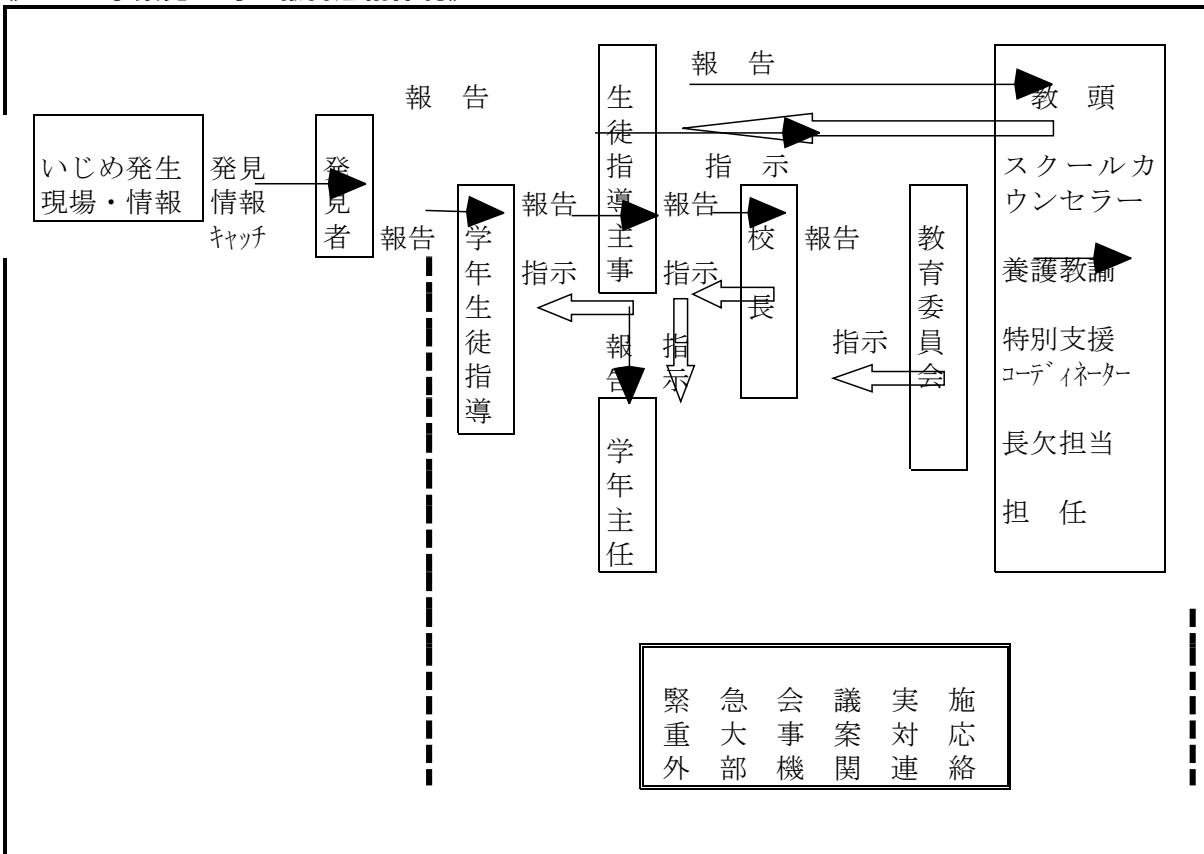 報 告
報 告
いじめ発生
現場・情報
発見
情報
ｷｬｯﾁ
発見者
報告
学年生徒指導
報告
指示
生徒指導主事
指 示
報告
指示
報告
指示
学年主任
校長
報告
指示
教育委員会
教 頭
スクールカ
ウンセラー
養護教諭
特別支援
ｺｰﾃﾞｨﾈｰﾀｰ
長欠担当
担 任
緊急会議実施
重大事案対応
外部機関連絡